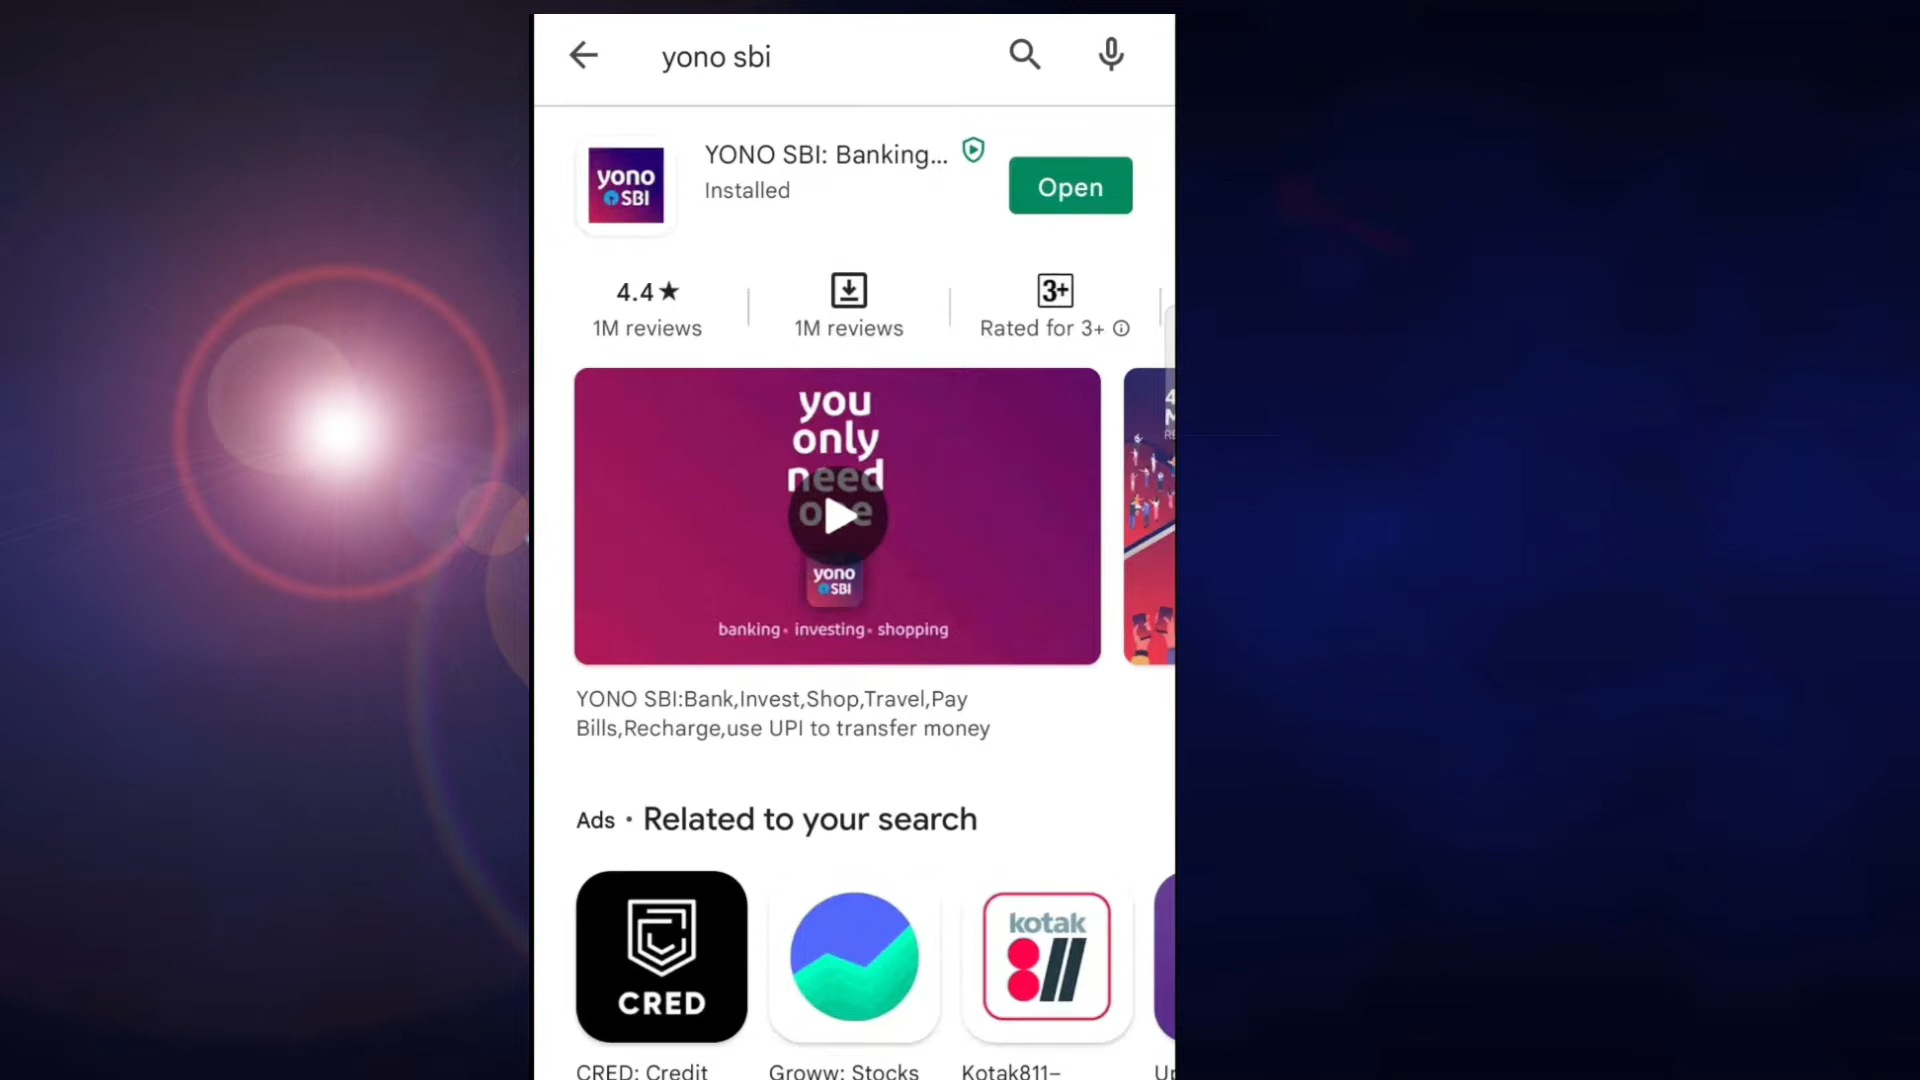 yono sbi
YONO SBI: Banking...
Installed
Open
yono
SBI
4.4★
1M reviews
1M reviews
3+
Rated for 3+
you
only
need
one
yono
SBI
banking • investing • shopping
YONO SBI:Bank,Invest,Shop,Travel,Pay
Bills,Recharge,use UPI to transfer money
Ads • Related to your search
CRED
kotak
811
CRED: Credit
Groww: Stocks
Kotak811–